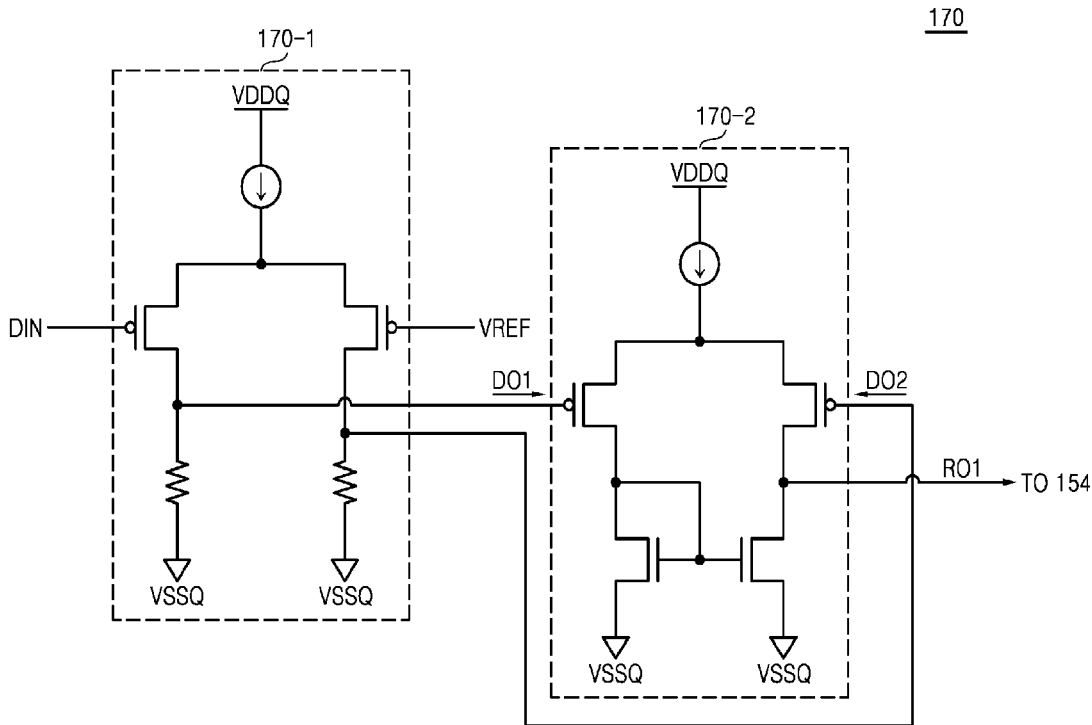 170
170-1
VDDQ
170-2
VDDQ
DIN
VREF
DO1
DO2
RO1
TO 154
VSSQ
VSSQ
VSSQ
VSSQ